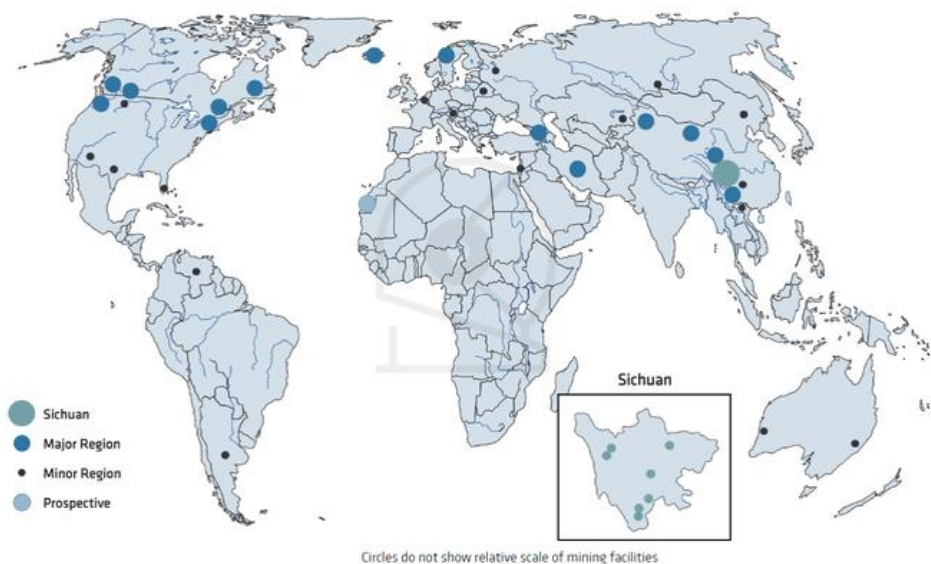 Sichuan
Sichuan
Major Region
Minor Region
Prospective
Circles do not show relative scale of mining facilities